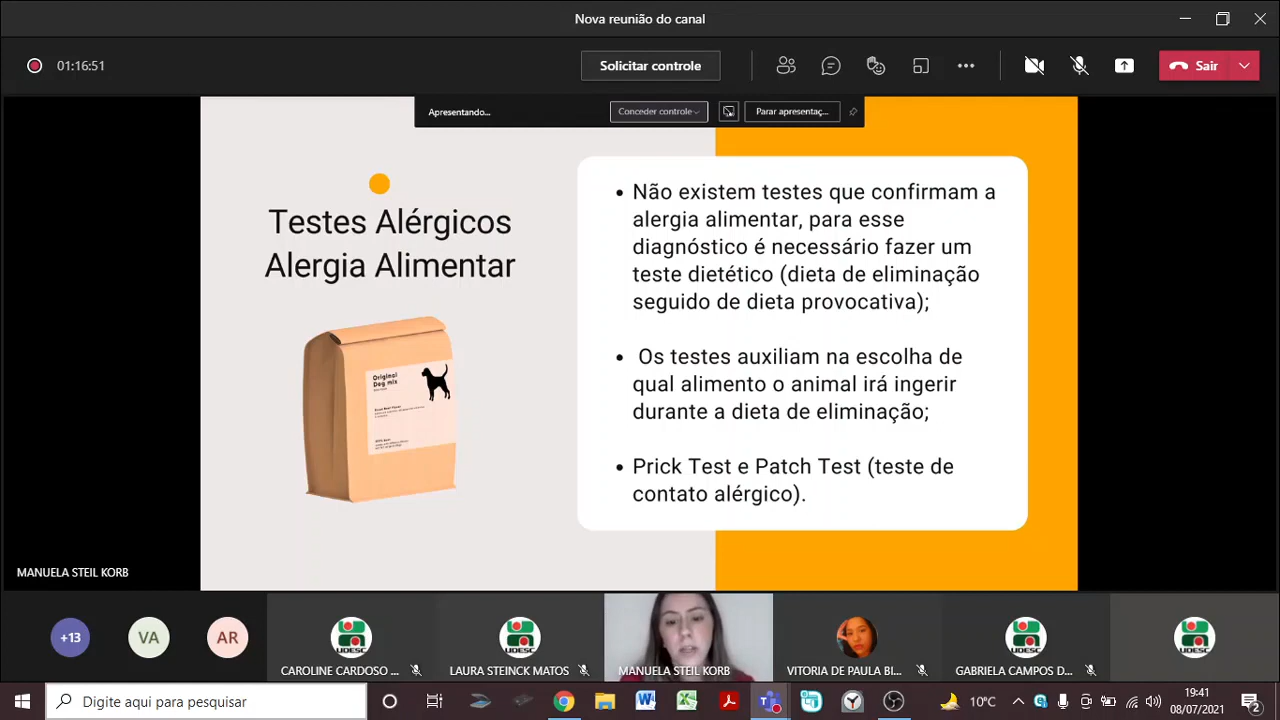 Nova reunião do canal
01:16:51
Solicitar controle
Sair
Apresentando...
Conceder controle
Parar apresentaç...
Testes Alérgicos
Alergia Alimentar
Original
Dog mix
• Não existem testes que confirmam a
alergia alimentar, para esse
diagnóstico é necessário fazer um
teste dietético (dieta de eliminação
seguido de dieta provocativa);
• Os testes auxiliam na escolha de
qual alimento o animal irá ingerir
durante a dieta de eliminação;
• Prick Test e Patch Test (teste de
contato alérgico).
MANUELA STEIL KORB
+13
VA
AR
UDESC
CAROLINE CARDOSO ...
UDESC
LAURA STEINCK MATOS
MANUELA STEIL KORB
VITORIA DE PAULA BI...
UDESC
GABRIELA CAMPOS D...
UDESC
Digite aqui para pesquisar
10°C
19:41
08/07/2021
2